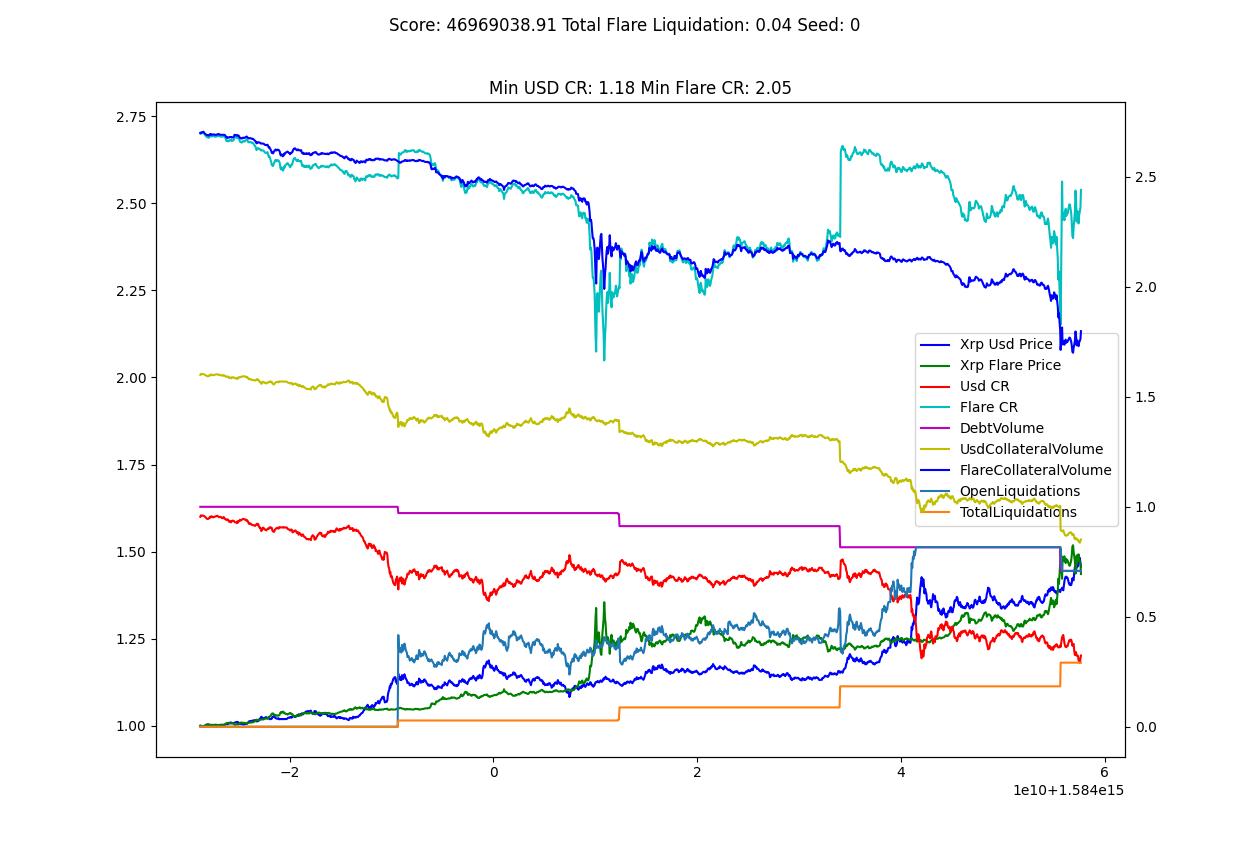 Score: 46969038.91 Total Flare Liquidation: 0.04 Seed: 0
Min USD CR: 1.18 Min Flare CR: 2.05
2.75
2.50
2.25
2.00
1.75
1.50
1.25
1.00
2.5
2.0
1.5
1.0
0.5
0.0
Xrp Usd Price
Xrp Flare Price
Usd CR
Flare CR
DebtVolume
UsdCollateralVolume
FlareCollateralVolume
OpenLiquidations
TotalLiquidations
−2 0 2 4 6
1e10+1.584e15